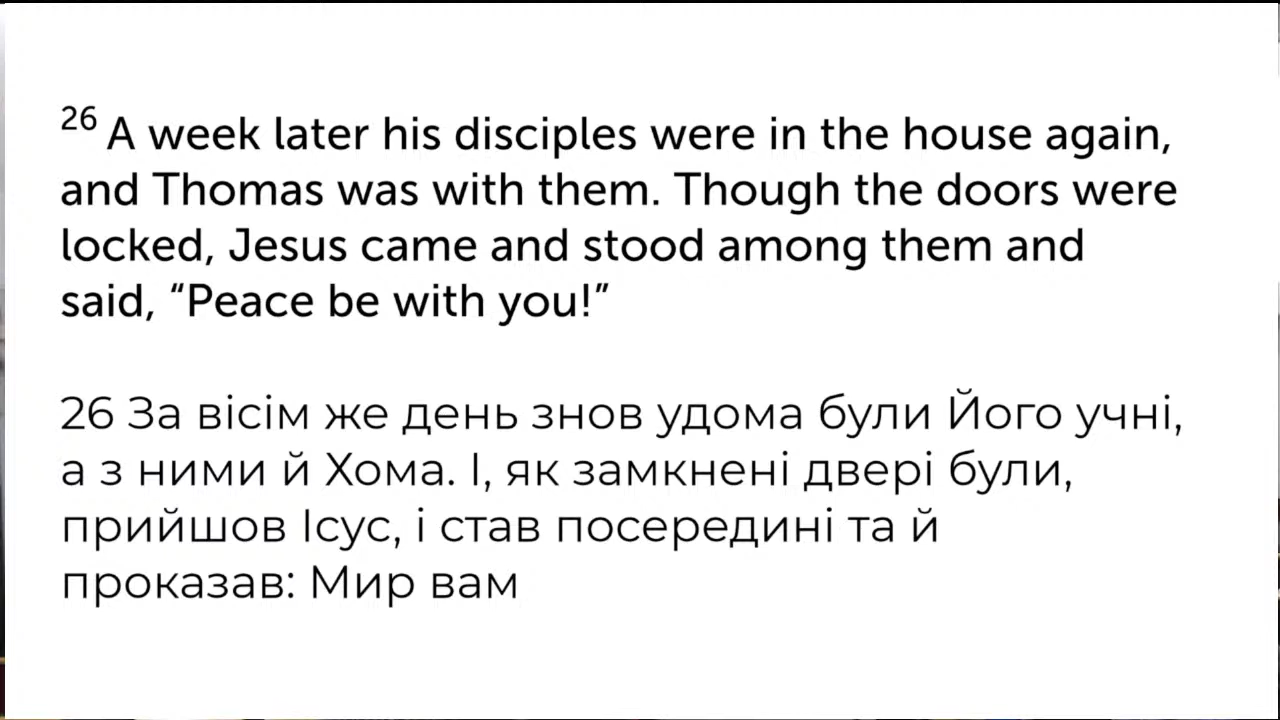 26 A week later his disciples were in the house again,
and Thomas was with them. Though the doors were
locked, Jesus came and stood among them and
said, “Peace be with you!”
26 За вісім же день знов удома були Його учні,
а з ними й Хома. І, як замкнені двері були,
прийшов Ісус, і став посередині та й
проказав: Мир вам